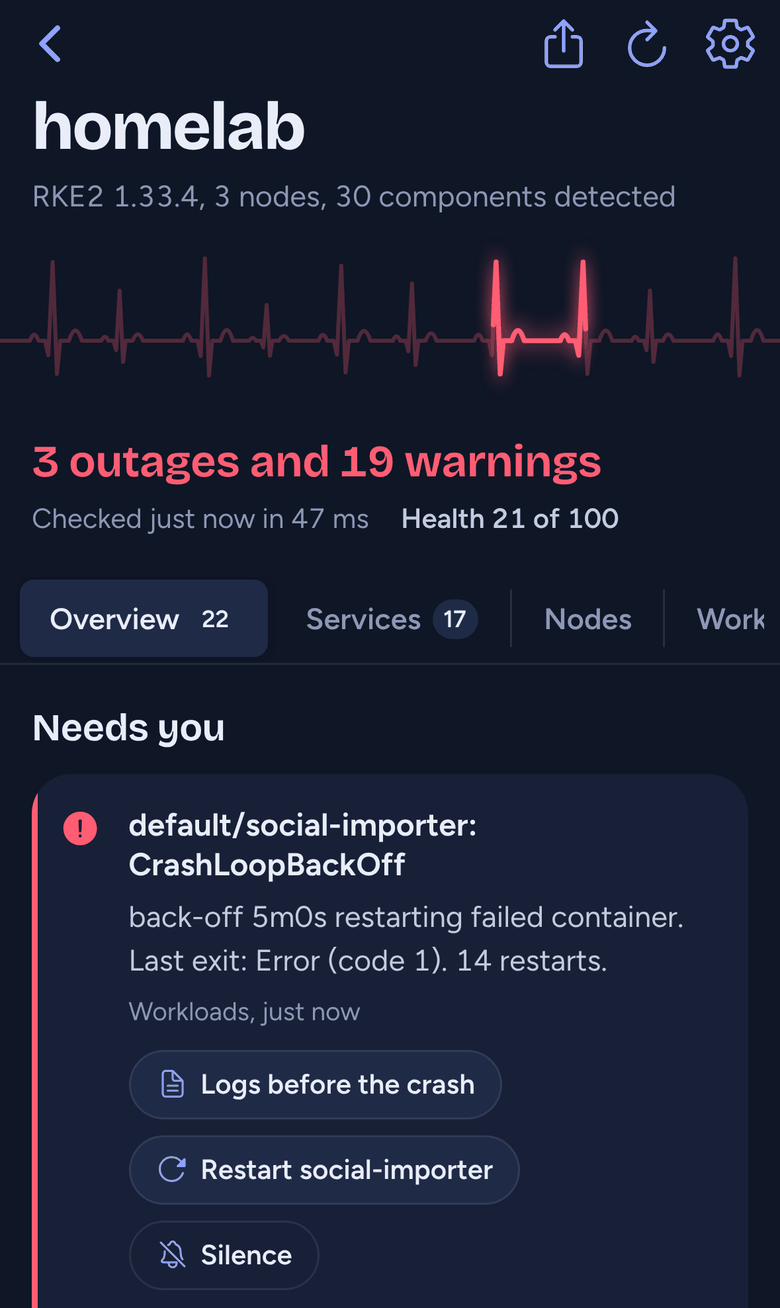 homelab
RKE2 1.33.4, 3 nodes, 30 components detected
3 outages and 19 warnings
Checked just now in 47 ms Health 21 of 100
Overview 22 Services 17 Nodes Work
Needs you
default/social-importer:
CrashLoopBackOff
back-off 5m0s restarting failed container.
Last exit: Error (code 1). 14 restarts.
Workloads, just now
Logs before the crash
Restart social-importer
Silence